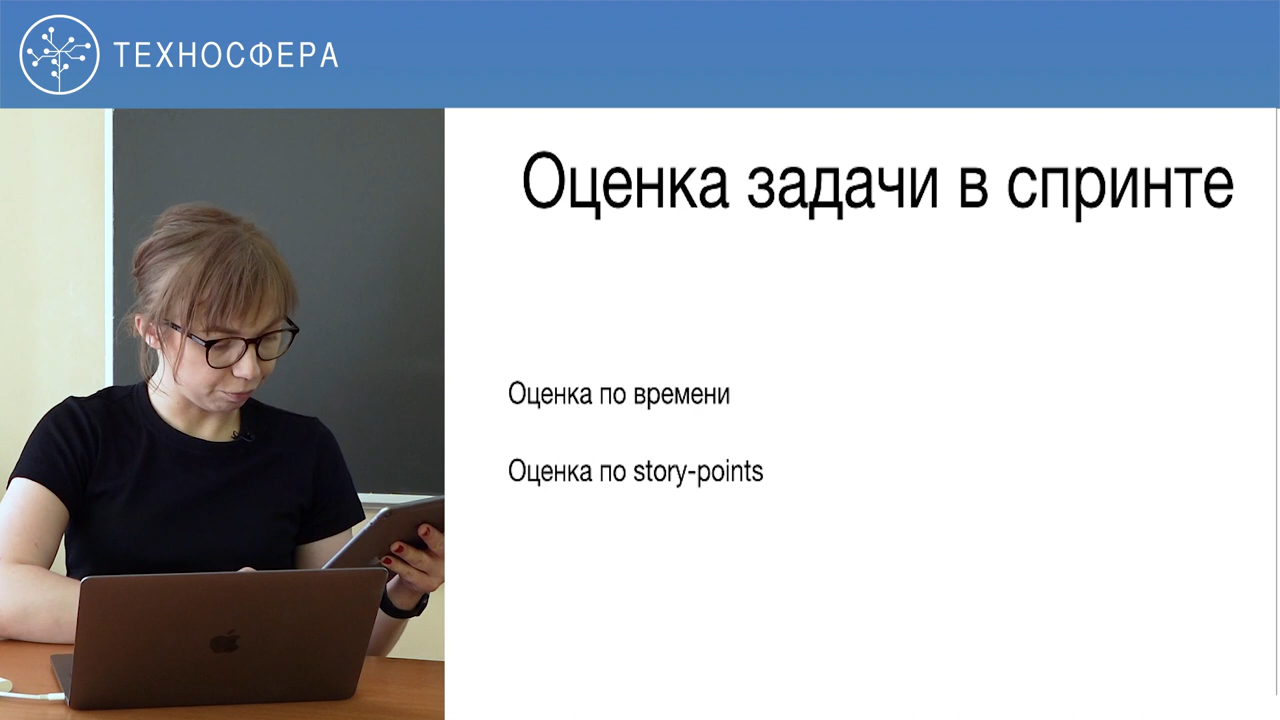 ТЕХНОСФЕРА
Оценка задачи в спринте
Оценка по времени
Оценка по story-points